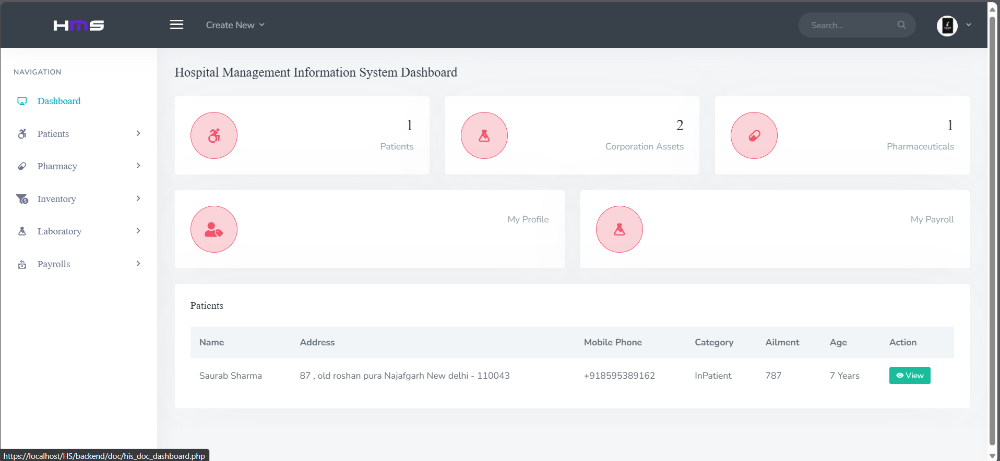 HMS
Create New
Search...
NAVIGATION
Dashboard
Patients
Pharmacy
Inventory
Laboratory
Payrolls
Hospital Management Information System Dashboard
1
Patients
2
Corporation Assets
1
Pharmaceuticals
My Profile
My Payroll
Patients
Name Address Mobile Phone Category Ailment Age Action
Saurab Sharma 87 , old roshan pura Najafgarh New delhi - 110043 +918595389162 InPatient 787 7 Years View
https://localhost/HS/backend/doc/his_doc_dashboard.php